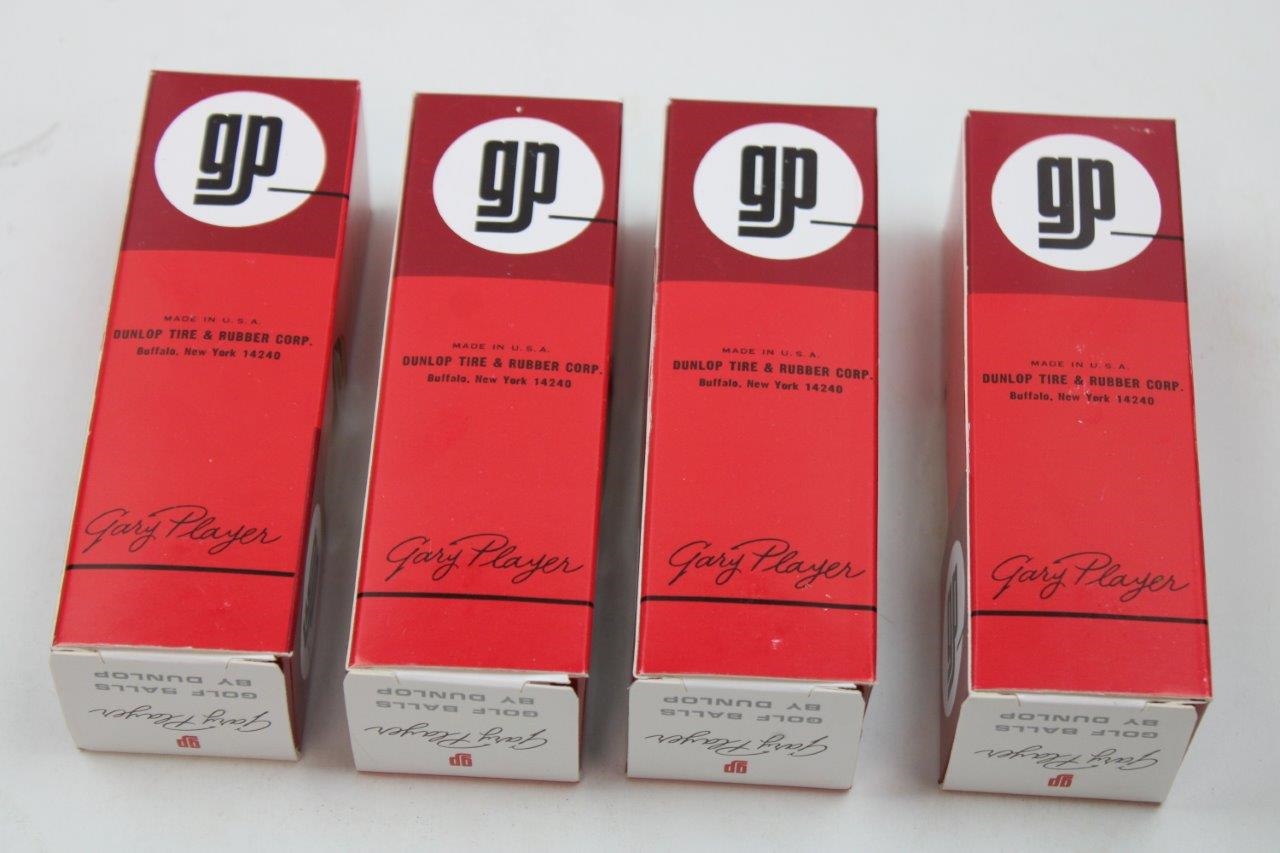 gp
MADE IN U.S.A.
DUNLOP TIRE & RUBBER CORP.
Buffalo, New York 14240
Gary Player
GOLF BALLS
BY DUNLOP
Gary Player
gp
gp
MADE IN U.S.A.
DUNLOP TIRE & RUBBER CORP.
Buffalo, New York 14240
Gary Player
GOLF BALLS
BY DUNLOP
Gary Player
gp
gp
MADE IN U.S.A.
DUNLOP TIRE & RUBBER CORP.
Buffalo, New York 14240
Gary Player
GOLF BALLS
BY DUNLOP
Gary Player
gp
gp
MADE IN U.S.A.
DUNLOP TIRE & RUBBER CORP.
Buffalo, New York 14240
Gary Player
gp
GOLF BALLS
BY DUNLOP
Gary Player
gp